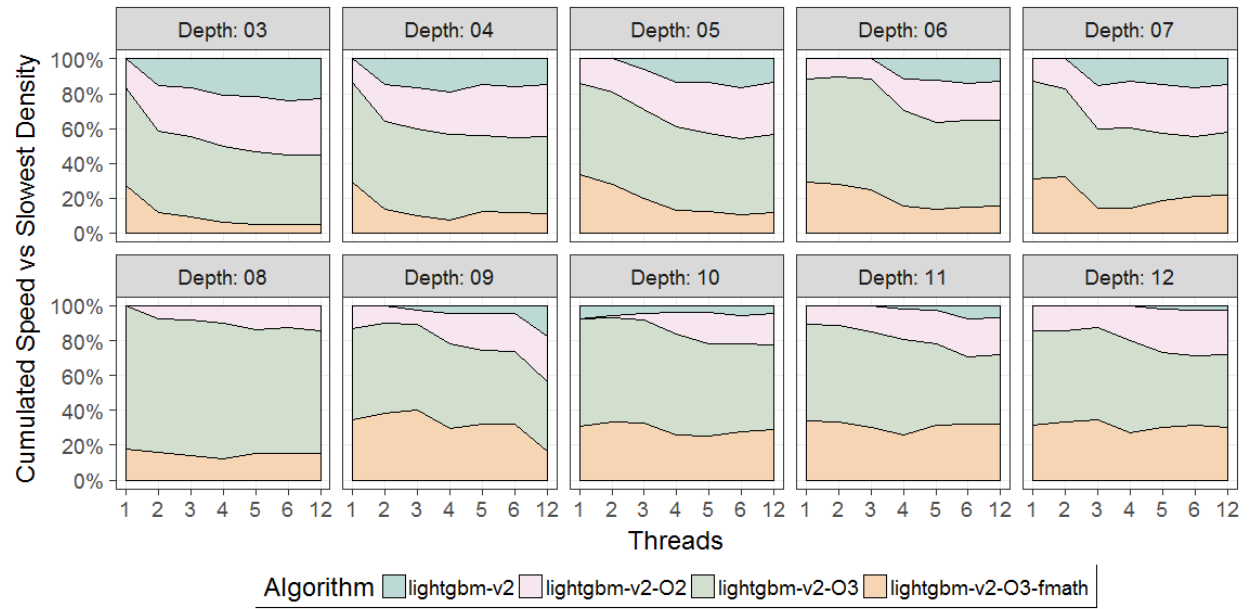 Depth: 03 Depth: 04 Depth: 05 Depth: 06 Depth: 07
100%
80%
60%
40%
20%
0%
1 2 3 4 5 6 12 1 2 3 4 5 6 12 1 2 3 4 5 6 12 1 2 3 4 5 6 12 1 2 3 4 5 6 12
Depth: 08 Depth: 09 Depth: 10 Depth: 11 Depth: 12
100%
80%
60%
40%
20%
0%
Cumulated Speed vs Slowest Density
Threads
Algorithm lightgbm-v2 lightgbm-v2-O2 lightgbm-v2-O3 lightgbm-v2-O3-fmath